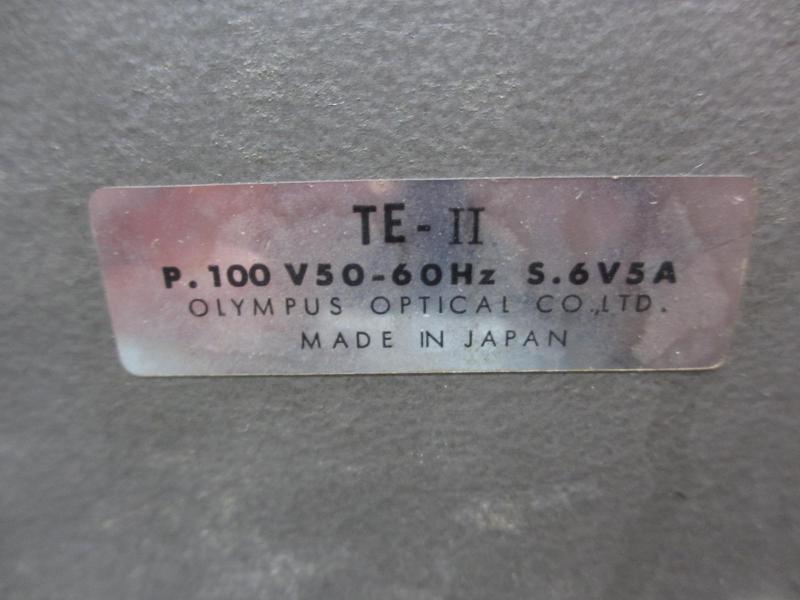 TE-II
P.100 V50-60Hz S.6V5A
OLYMPUS OPTICAL CO.,LTD.
MADE IN JAPAN